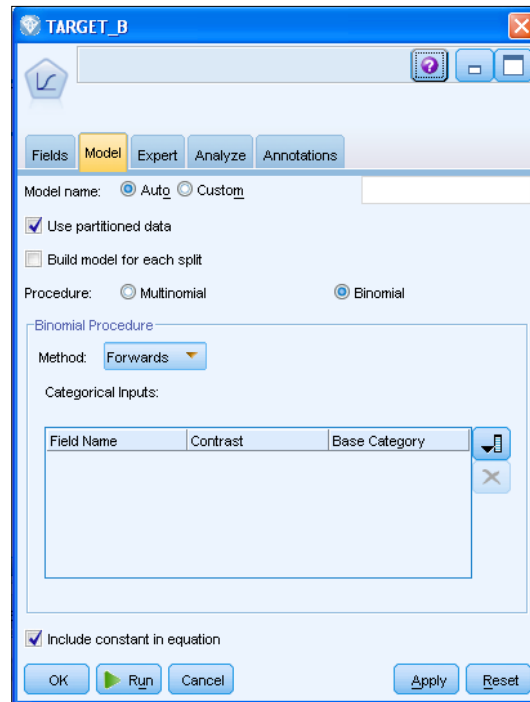 TARGET_B
Fields Model Expert Analyze Annotations
Model name: Auto Custom
Use partitioned data
Build model for each split
Procedure: Multinomial Binomial
Binomial Procedure
Method: Forwards
Categorical Inputs:
Field Name Contrast Base Category
Include constant in equation
OK Run Cancel Apply Reset